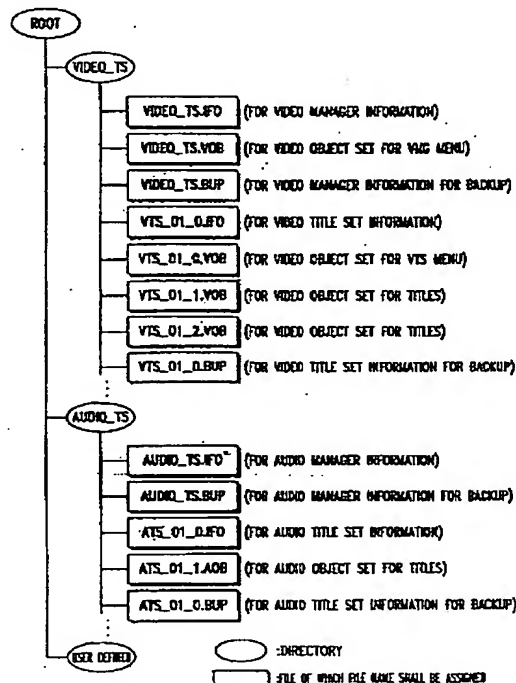 ROOT
VIDEO_TS
VIDEO_TS.IFO (FOR VIDEO MANAGER INFORMATION)
VIDEO_TS.VOB (FOR VIDEO OBJECT SET FOR VMG MENU)
VIDEO_TS.BUP (FOR VIDEO MANAGER INFORMATION FOR BACKUP)
VTS_01_0.IFO (FOR VIDEO TITLE SET INFORMATION)
VTS_01_0.VOB (FOR VIDEO OBJECT SET FOR VTS MENU)
VTS_01_1.VOB (FOR VIDEO OBJECT SET FOR TITLES)
VTS_01_2.VOB (FOR VIDEO OBJECT SET FOR TITLES)
VTS_01_0.BUP (FOR VIDEO TITLE SET INFORMATION FOR BACKUP)
AUDIO_TS
AUDIO_TS.IFO (FOR AUDIO MANAGER INFORMATION)
AUDIO_TS.BUP (FOR AUDIO MANAGER INFORMATION FOR BACKUP)
ATS_01_0.IFO (FOR AUDIO TITLE SET INFORMATION)
ATS_01_1.AOB (FOR AUDIO OBJECT SET FOR TITLES)
ATS_01_0.BUP (FOR AUDIO TITLE SET INFORMATION FOR BACKUP)
USER DEFINED
:DIRECTORY
:FILE OF WHICH FILE NAME SHALL BE ASSIGNED